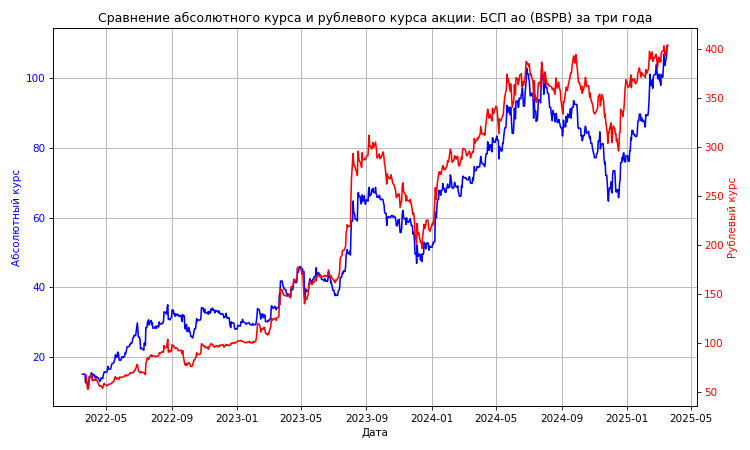 Сравнение абсолютного курса и рублевого курса акции: БСП ао (BSPB) за три года
Абсолютный курс
100
80
60
40
20
400
350
300
250
200
150
100
50
Рублевый курс
2022-05 2022-09 2023-01 2023-05 2023-09 2024-01 2024-05 2024-09 2025-01 2025-05
Дата